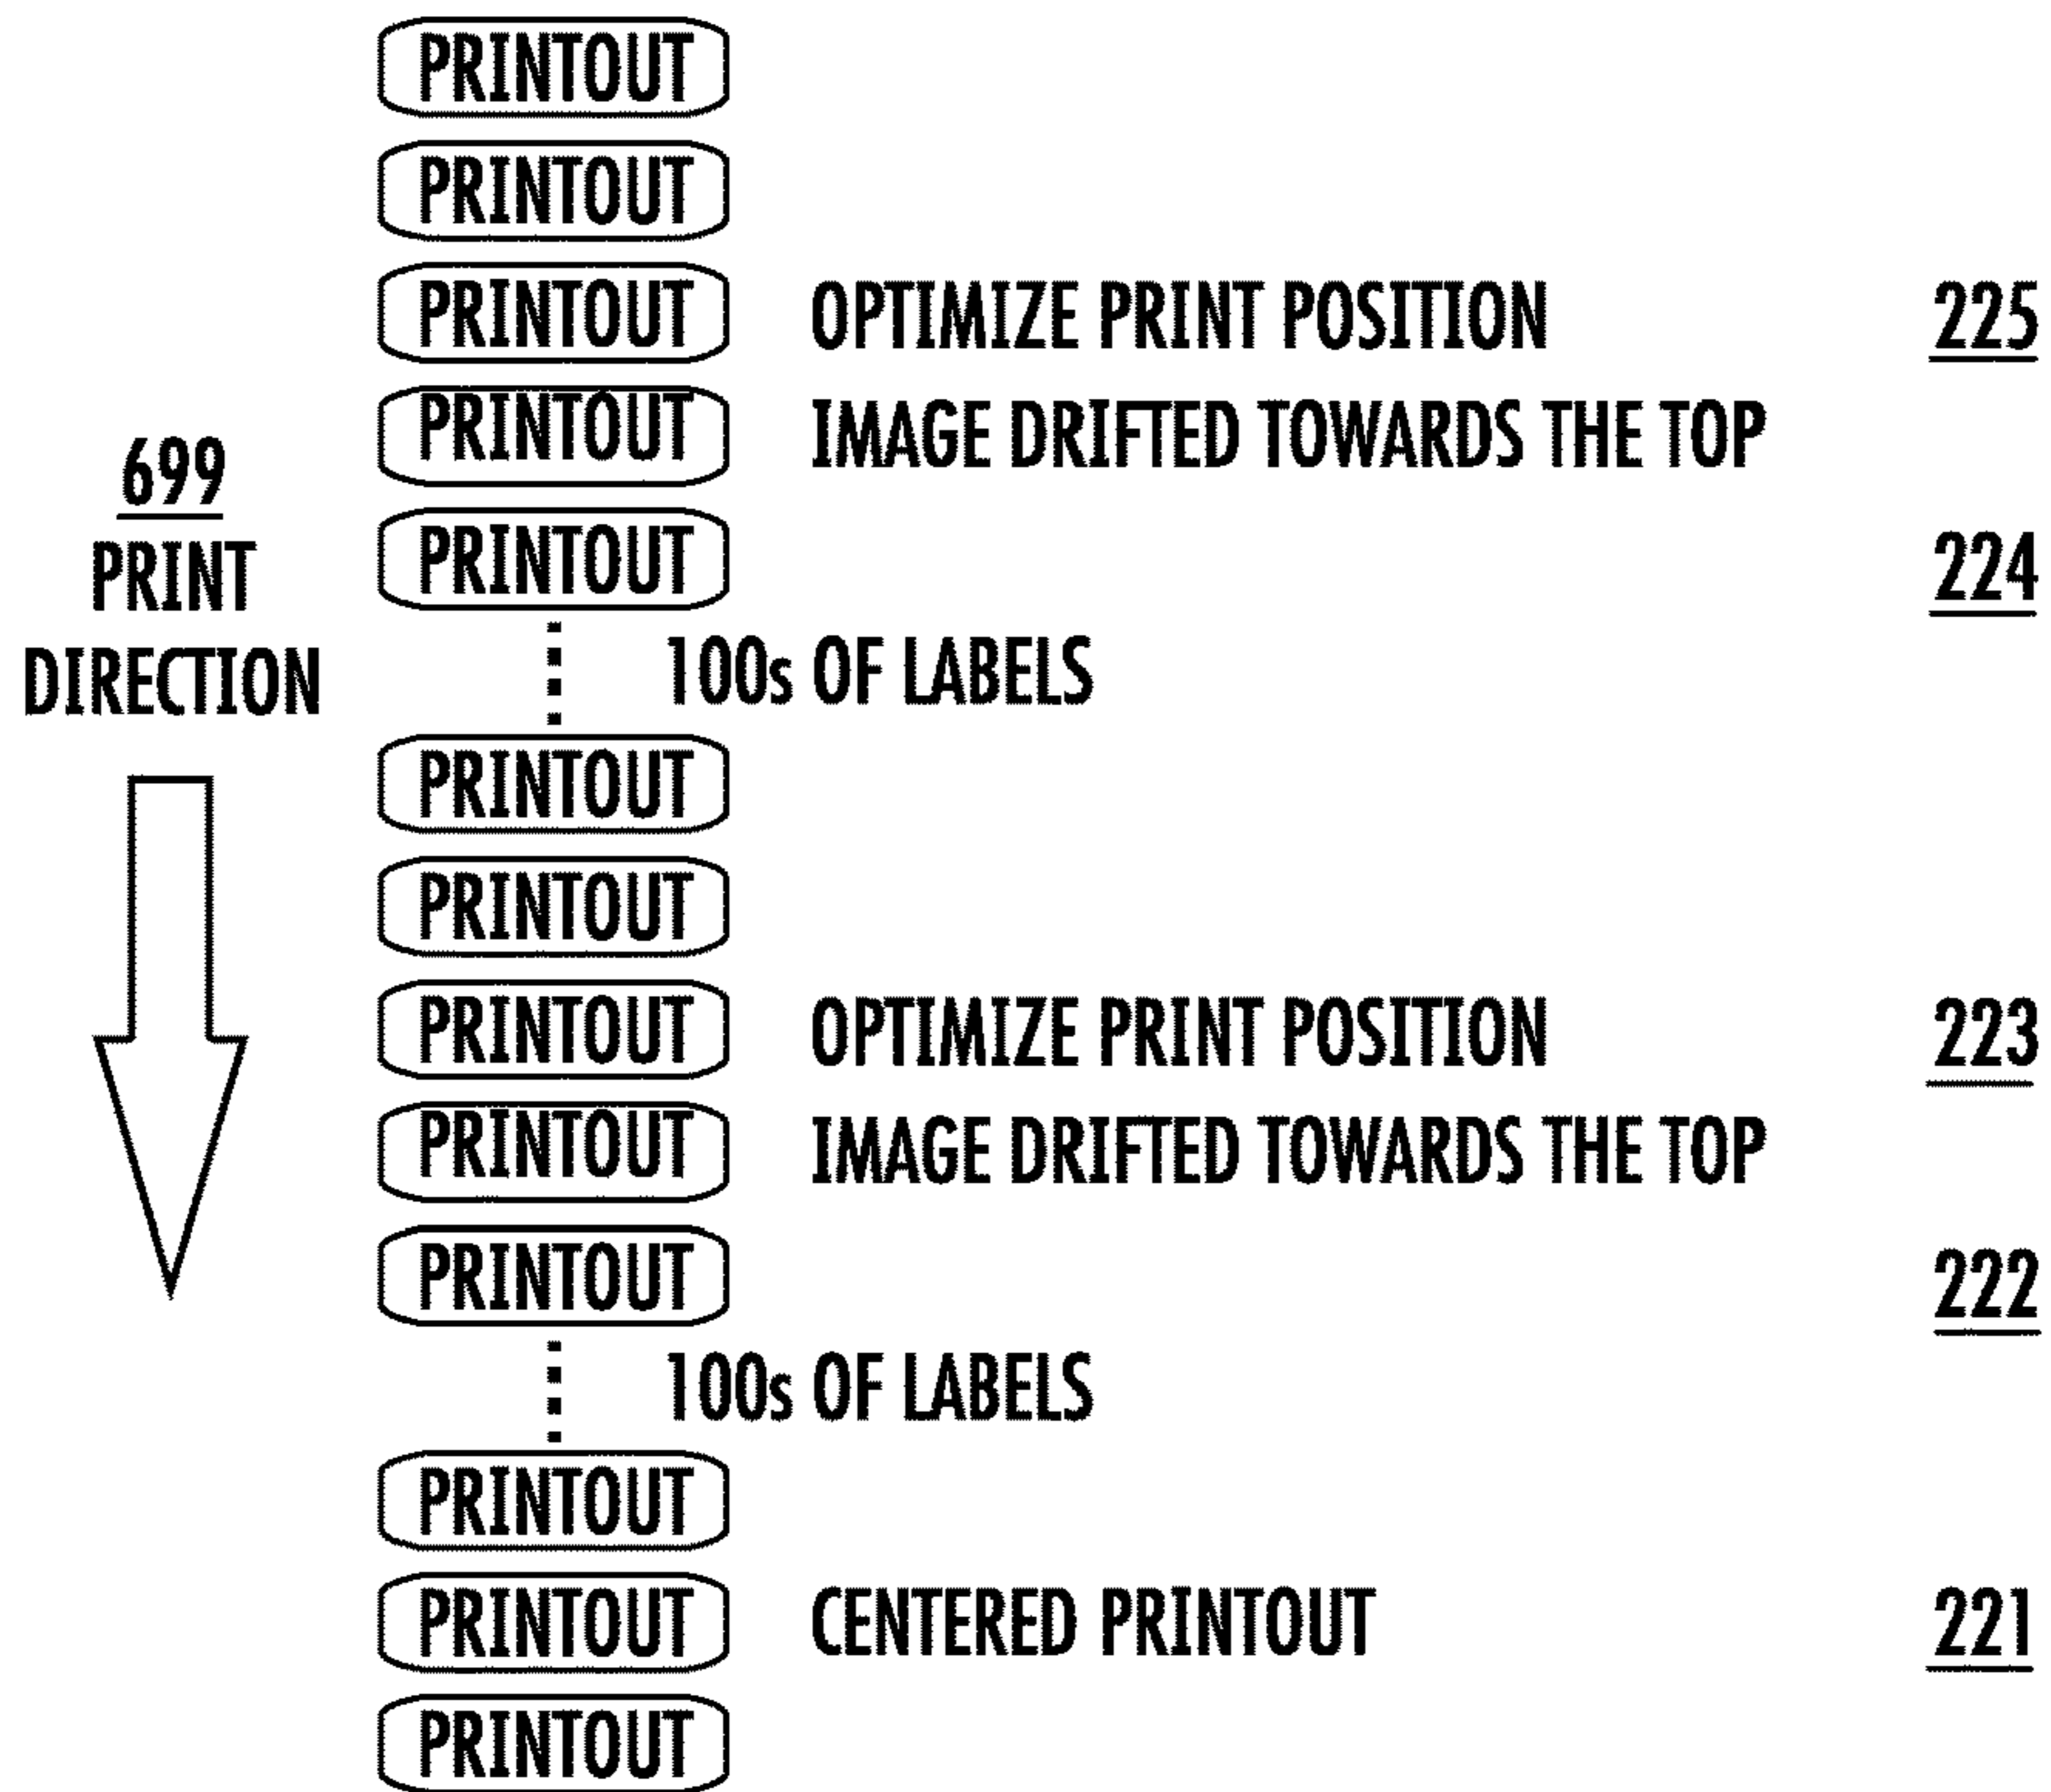 PRINTOUT
PRINTOUT
PRINTOUT OPTIMIZE PRINT POSITION 225
PRINTOUT IMAGE DRIFTED TOWARDS THE TOP
699
PRINT
DIRECTION
PRINTOUT 224
100s OF LABELS
PRINTOUT
PRINTOUT
PRINTOUT OPTIMIZE PRINT POSITION 223
PRINTOUT IMAGE DRIFTED TOWARDS THE TOP
PRINTOUT 222
100s OF LABELS
PRINTOUT
PRINTOUT CENTERED PRINTOUT 221
PRINTOUT